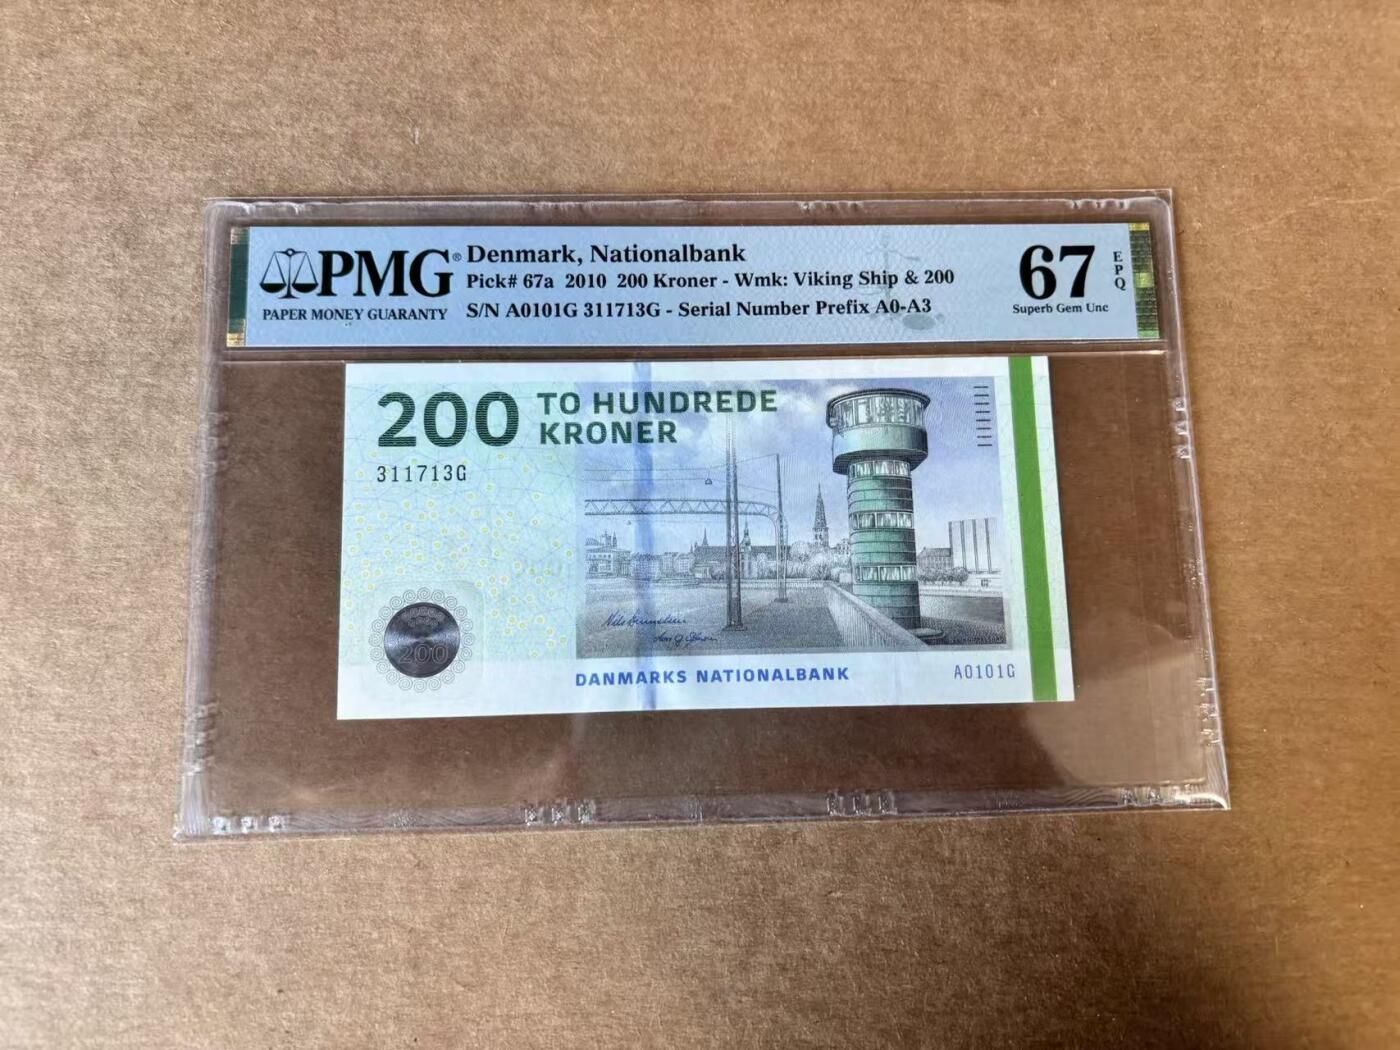 PMG®
PAPER MONEY GUARANTY
Denmark, Nationalbank
Pick# 67a 2010 200 Kroner - Wmk: Viking Ship & 200
S/N A0101G 311713G - Serial Number Prefix A0-A3
67
EPQ
Superb Gem Unc
200 TO HUNDREDE
KRONER
311713G
200
DANMARKS NATIONALBANK
A0101G